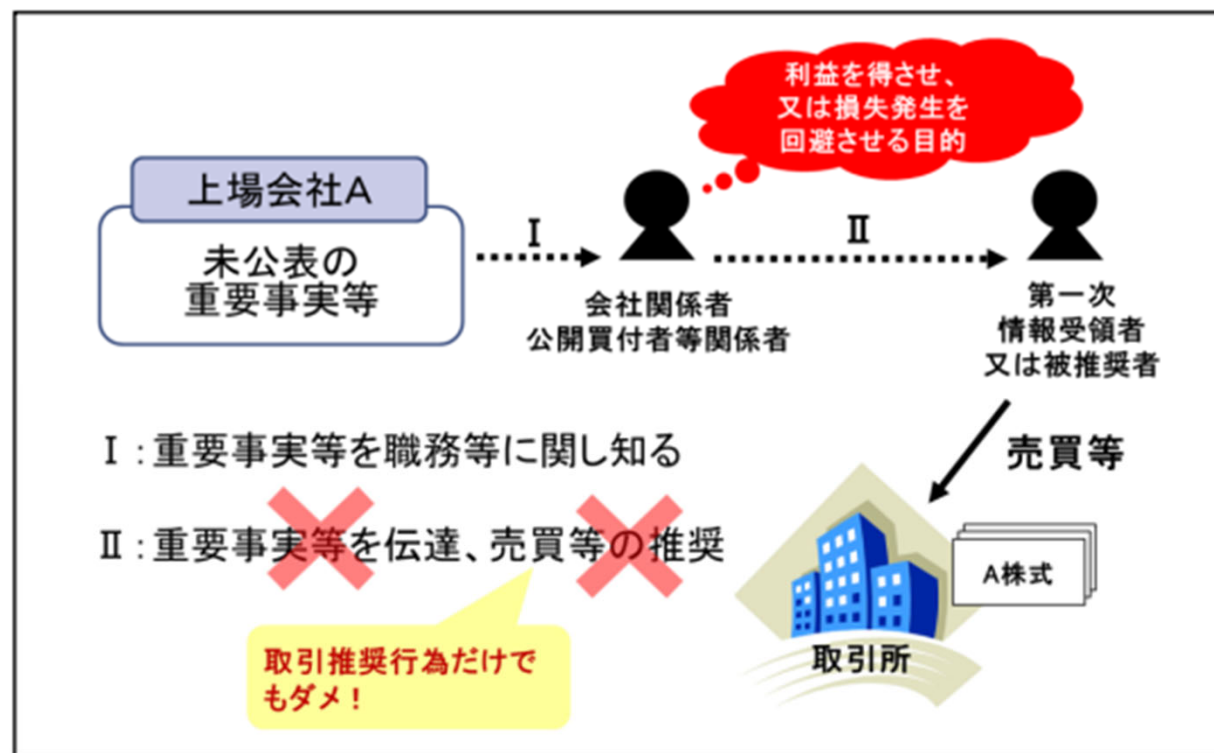 利益を得させ、
又は損失発生を
回避させる目的
上場会社A
未公表の
重要事実等
Ⅰ
Ⅱ
会社関係者
公開買付者等関係者
第一次
情報受領者
又は被推奨者
売買等
Ⅰ：重要事実等を職務等に関し知る
Ⅱ：重要事実等を伝達、売買等の推奨
取引推奨行為だけで
もダメ！
A株式
取引所